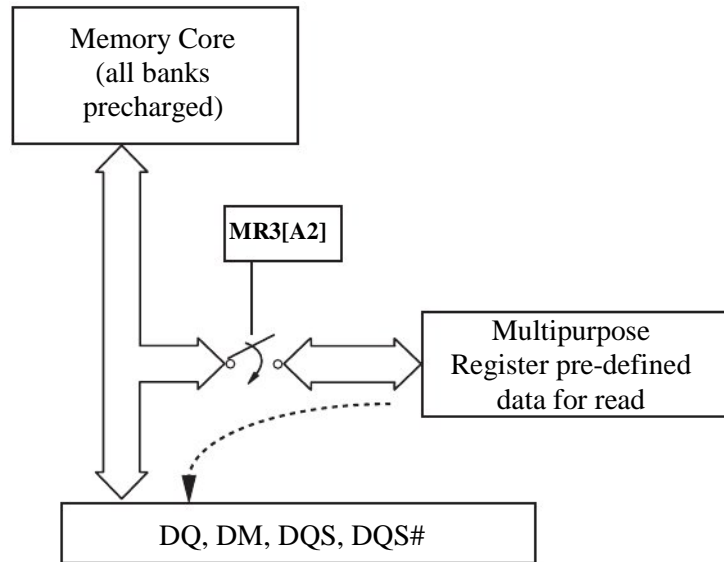 Memory Core
(all banks
precharged)
MR3[A2]
Multipurpose
Register pre-defined
data for read
DQ, DM, DQS, DQS#